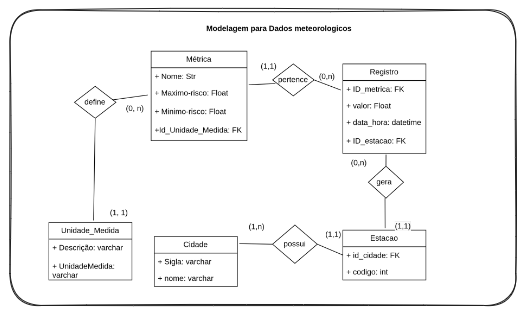 Modelagem para Dados meteorologicos
Métrica
+ Nome: Str
+ Maximo-risco: Float
+ Minimo-risco: Float
+Id_Unidade_Medida: FK
(1,1)
pertence
(0,n)
Registro
+ ID_metrica: FK
+ valor: Float
+ data_hora: datetime
+ ID_estacao: FK
define
(0, n)
(0,n)
gera
(1, 1)
(1,1)
Unidade_Medida
+ Descrição: varchar
+ UnidadeMedida:
varchar
Cidade
+ Sigla: varchar
+ nome: varchar
(1,n)
possui
(1,1)
Estacao
+ id_cidade: FK
+ codigo: int